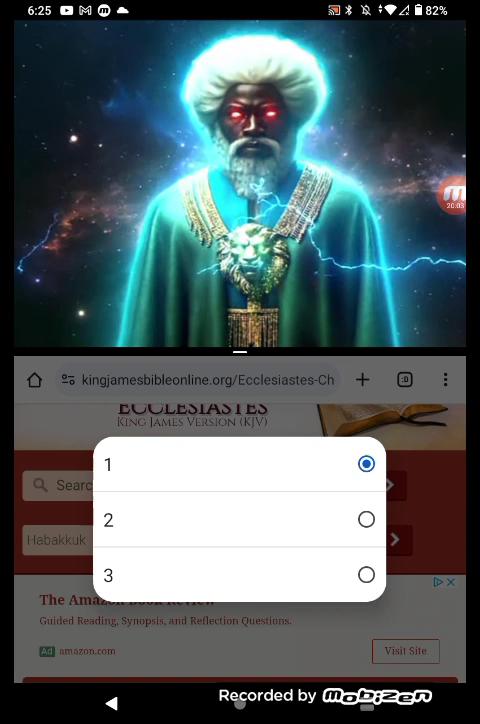 6:25
82%
20:03
kingjamesbibleonline.org/Ecclesiastes-Ch
:D
ECCLESIASTES
KING JAMES VERSION (KJV)
1
Searc
2
Habakkuk
3
The Amazon Book Review
Guided Reading, Synopsis, and Reflection Questions.
Ad amazon.com
Visit Site
Recorded by Mobizen